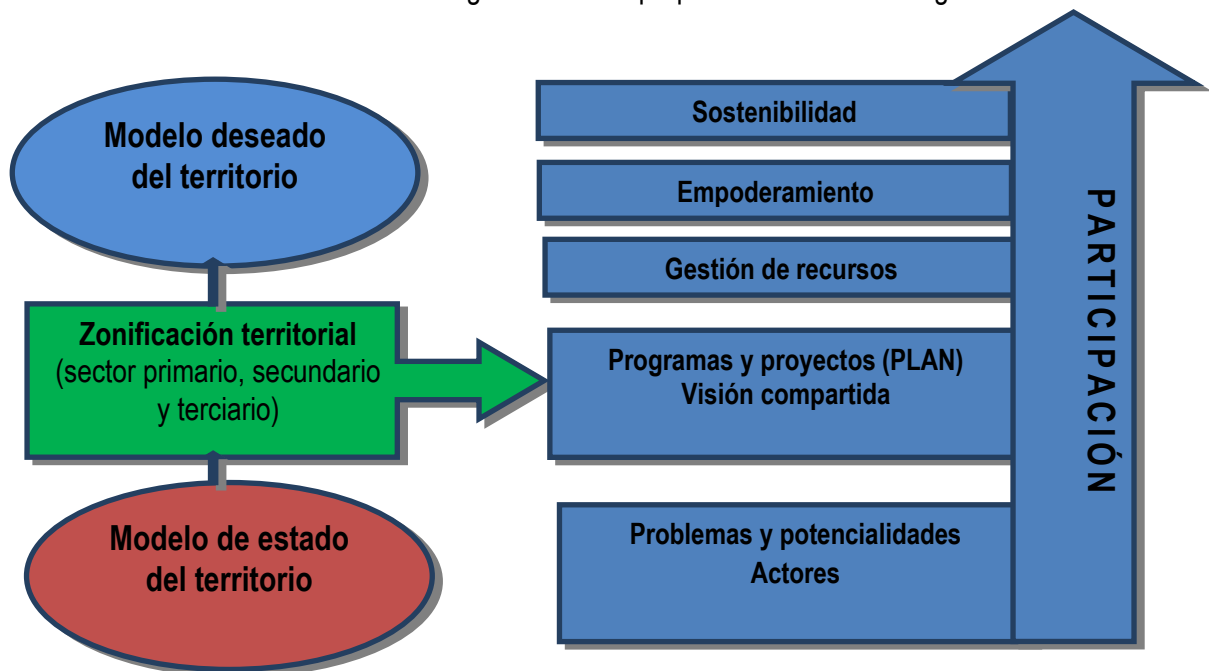 Modelo deseado
del territorio
Zonificación territorial
(sector primario, secundario
y terciario)
Modelo de estado
del territorio
Sostenibilidad
Empoderamiento
Gestión de recursos
Programas y proyectos (PLAN)
Visión compartida
Problemas y potencialidades
Actores
PARTICIPACIÓN